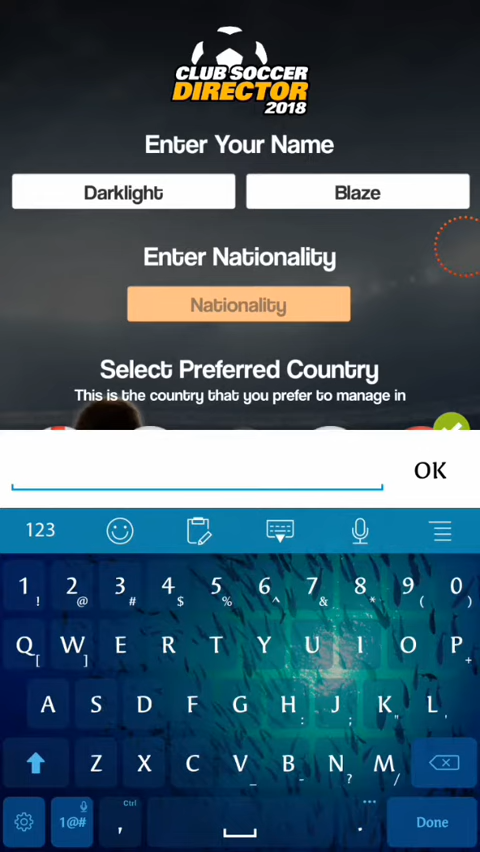 CLUB SOCCER
DIRECTOR
2018
Enter Your Name
Darklight Blaze
Enter Nationality
Nationality
Select Preferred Country
This is the country that you prefer to manage in
OK
123
1 2 3 4 5 6 7 8 9 0
! @ # $ % ^ & * ( )
Q W E R T Y U I O P
[ ] +
A S D F G H J K L
: ; " '
Z X C V B N M
_ - ? /
Ctrl ...
1@# , . Done